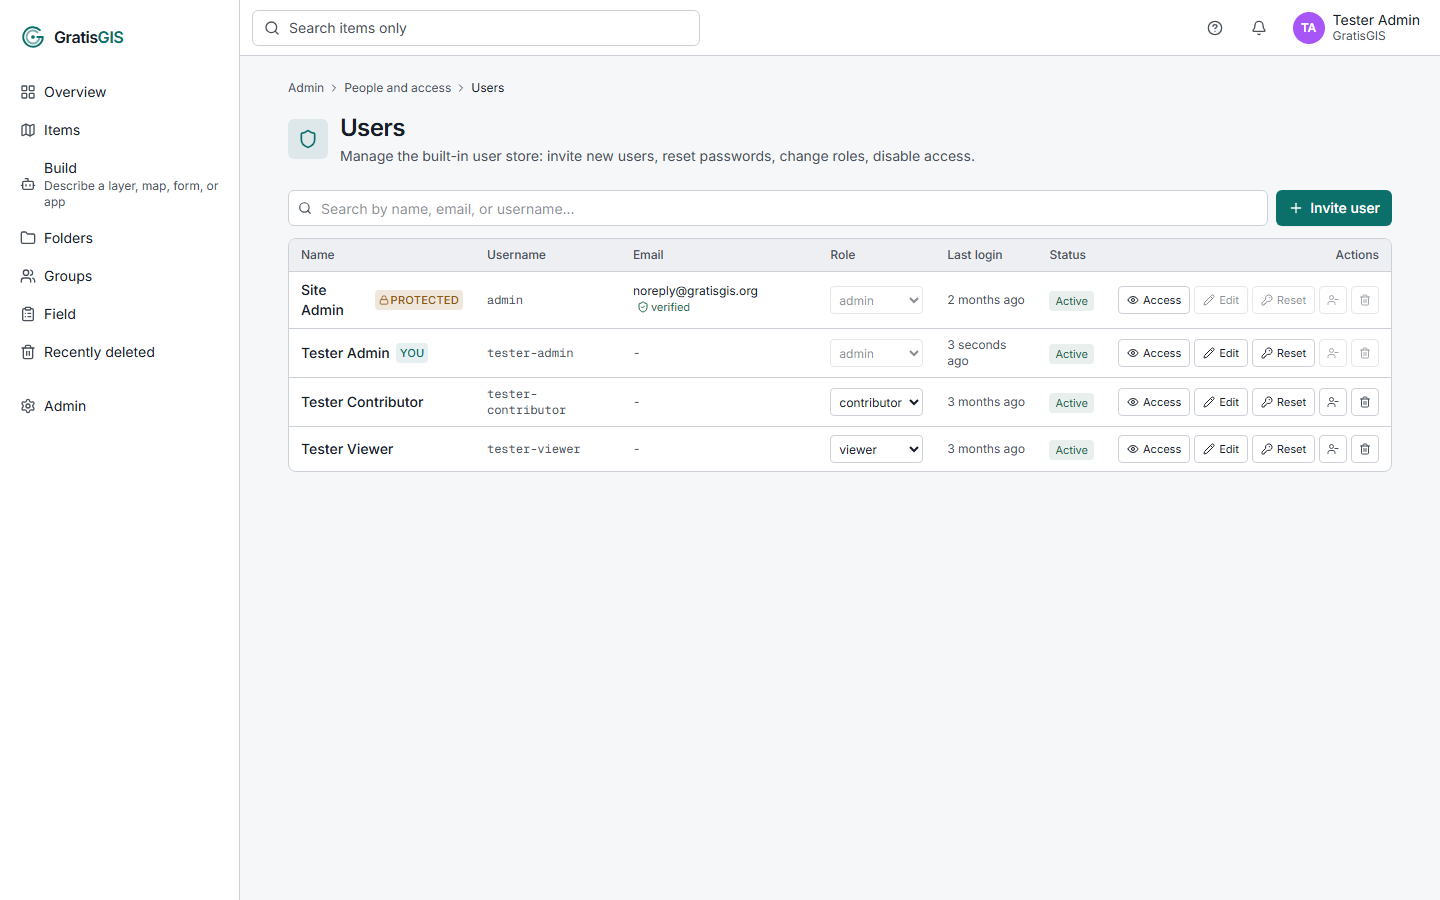 GratisGIS
Search items only
TA
Tester Admin
GratisGIS
Overview
Items
Build
Describe a layer, map, form, or
app
Folders
Groups
Field
Recently deleted
Admin
Admin > People and access > Users
Users
Manage the built-in user store: invite new users, reset passwords, change roles, disable access.
Search by name, email, or username...
+ Invite user
Name Username Email Role Last login Status Actions
Site
Admin PROTECTED admin noreply@gratisgis.org
verified admin 2 months ago Active Access Edit Reset
Tester Admin YOU tester-admin - admin 3 seconds
ago Active Access Edit Reset
Tester Contributor tester-
contributor - contributor 3 months ago Active Access Edit Reset
Tester Viewer tester-viewer - viewer 3 months ago Active Access Edit Reset